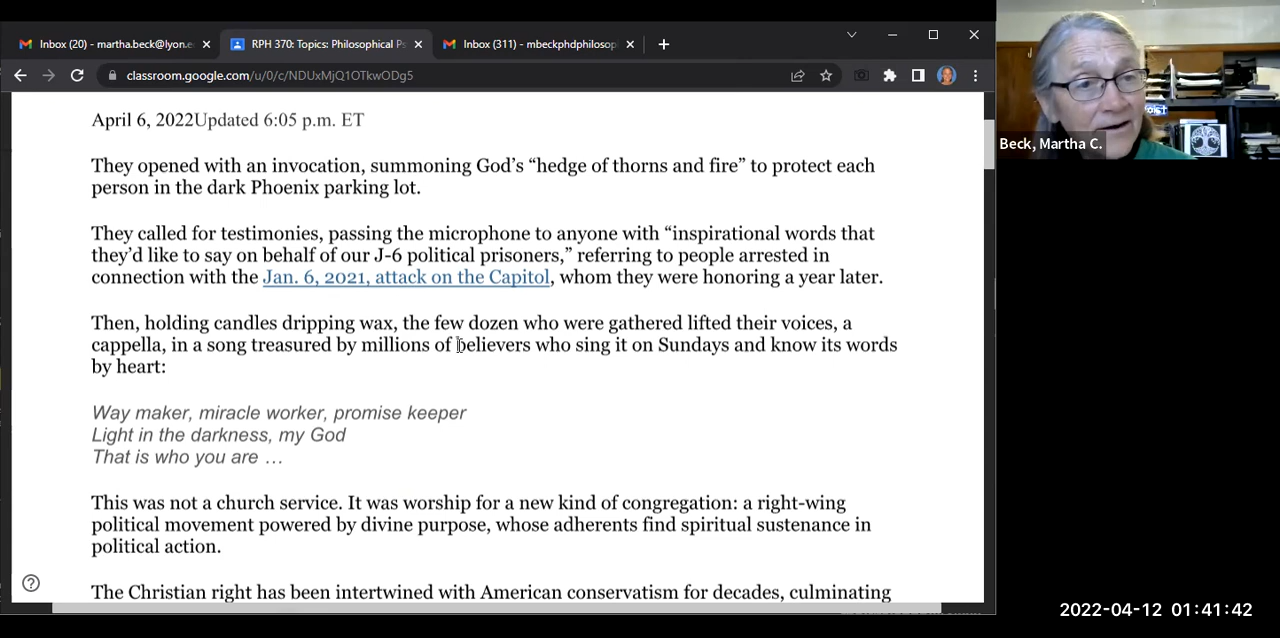 Inbox (20) - martha.beck@lyon.e
RPH 370: Topics: Philosophical Ps
Inbox (311) - mbeckphdphilosop
classroom.google.com/u/0/c/NDUxMjQ1OTkwODg5
April 6, 2022Updated 6:05 p.m. ET
They opened with an invocation, summoning God’s “hedge of thorns and fire” to protect each
person in the dark Phoenix parking lot.
They called for testimonies, passing the microphone to anyone with “inspirational words that
they’d like to say on behalf of our J-6 political prisoners,” referring to people arrested in
connection with the Jan. 6, 2021, attack on the Capitol, whom they were honoring a year later.
Then, holding candles dripping wax, the few dozen who were gathered lifted their voices, a
cappella, in a song treasured by millions of believers who sing it on Sundays and know its words
by heart:
Way maker, miracle worker, promise keeper
Light in the darkness, my God
That is who you are …
This was not a church service. It was worship for a new kind of congregation: a right-wing
political movement powered by divine purpose, whose adherents find spiritual sustenance in
political action.
The Christian right has been intertwined with American conservatism for decades, culminating
Beck, Martha C.
2022-04-12 01:41:42